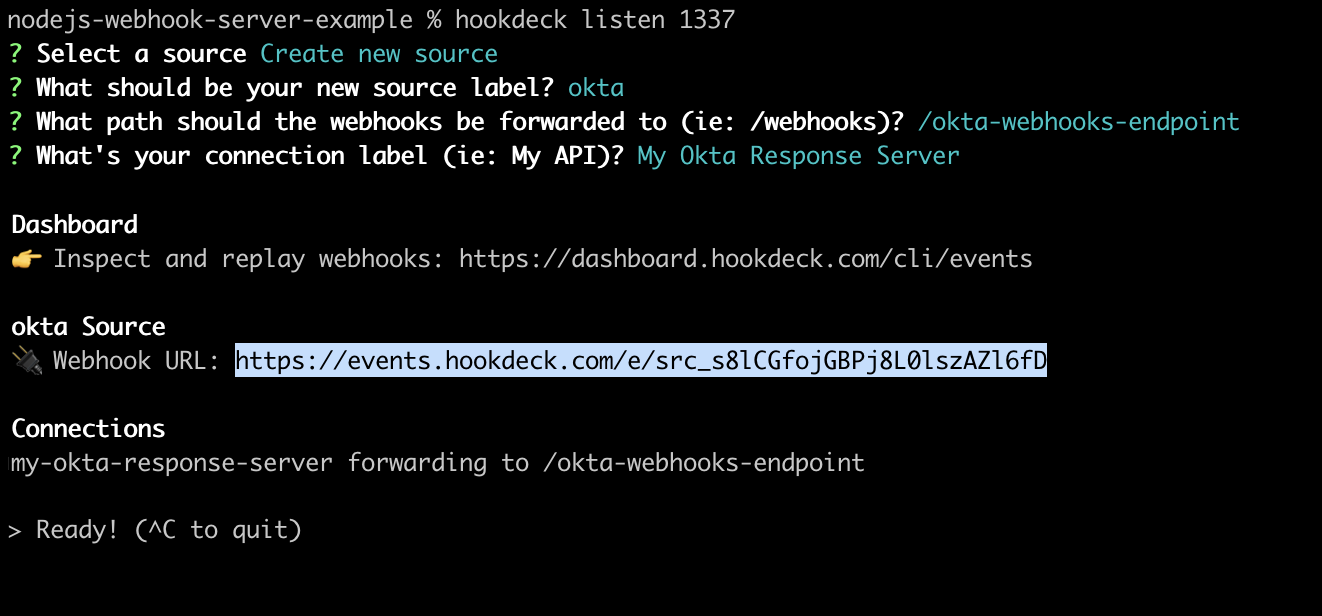 nodejs-webhook-server-example % hookdeck listen 1337
? Select a source Create new source
? What should be your new source label? okta
? What path should the webhooks be forwarded to (ie: /webhooks)? /okta-webhooks-endpoint
? What's your connection label (ie: My API)? My Okta Response Server
Dashboard
👉 Inspect and replay webhooks: https://dashboard.hookdeck.com/cli/events
okta Source
🔌 Webhook URL: https://events.hookdeck.com/e/src_s8lCGfojGBPj8L0lszAZl6fD
Connections
my-okta-response-server forwarding to /okta-webhooks-endpoint
> Ready! (^C to quit)